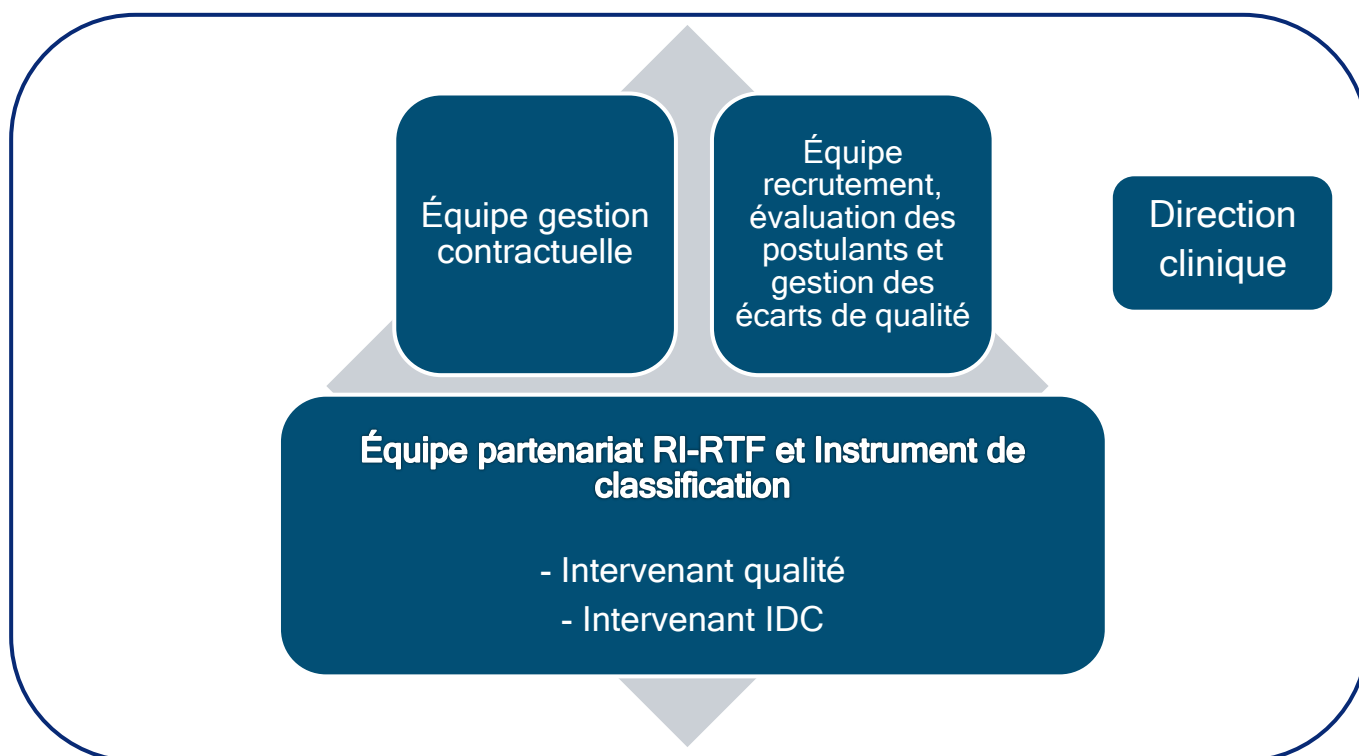 Équipe gestion
contractuelle
Équipe
recrutement,
évaluation des
postulants et
gestion des
écarts de qualité
Direction
clinique
Équipe partenariat RI-RTF et Instrument de
classification
- Intervenant qualité
- Intervenant IDC